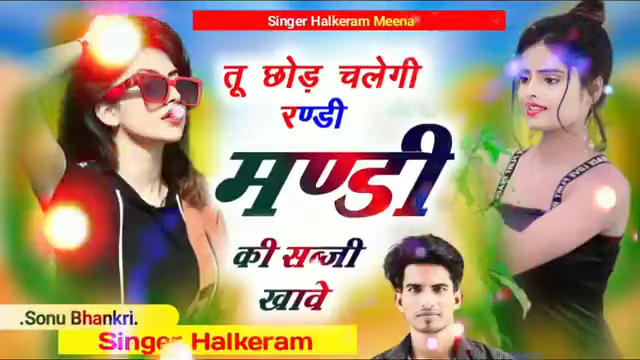 Singer Halkeram Meena
तू छोड़ चलेगी
रण्डी
मण्डी
की सब्जी
खावे
.Sonu Bhankri.
Singer Halkeram